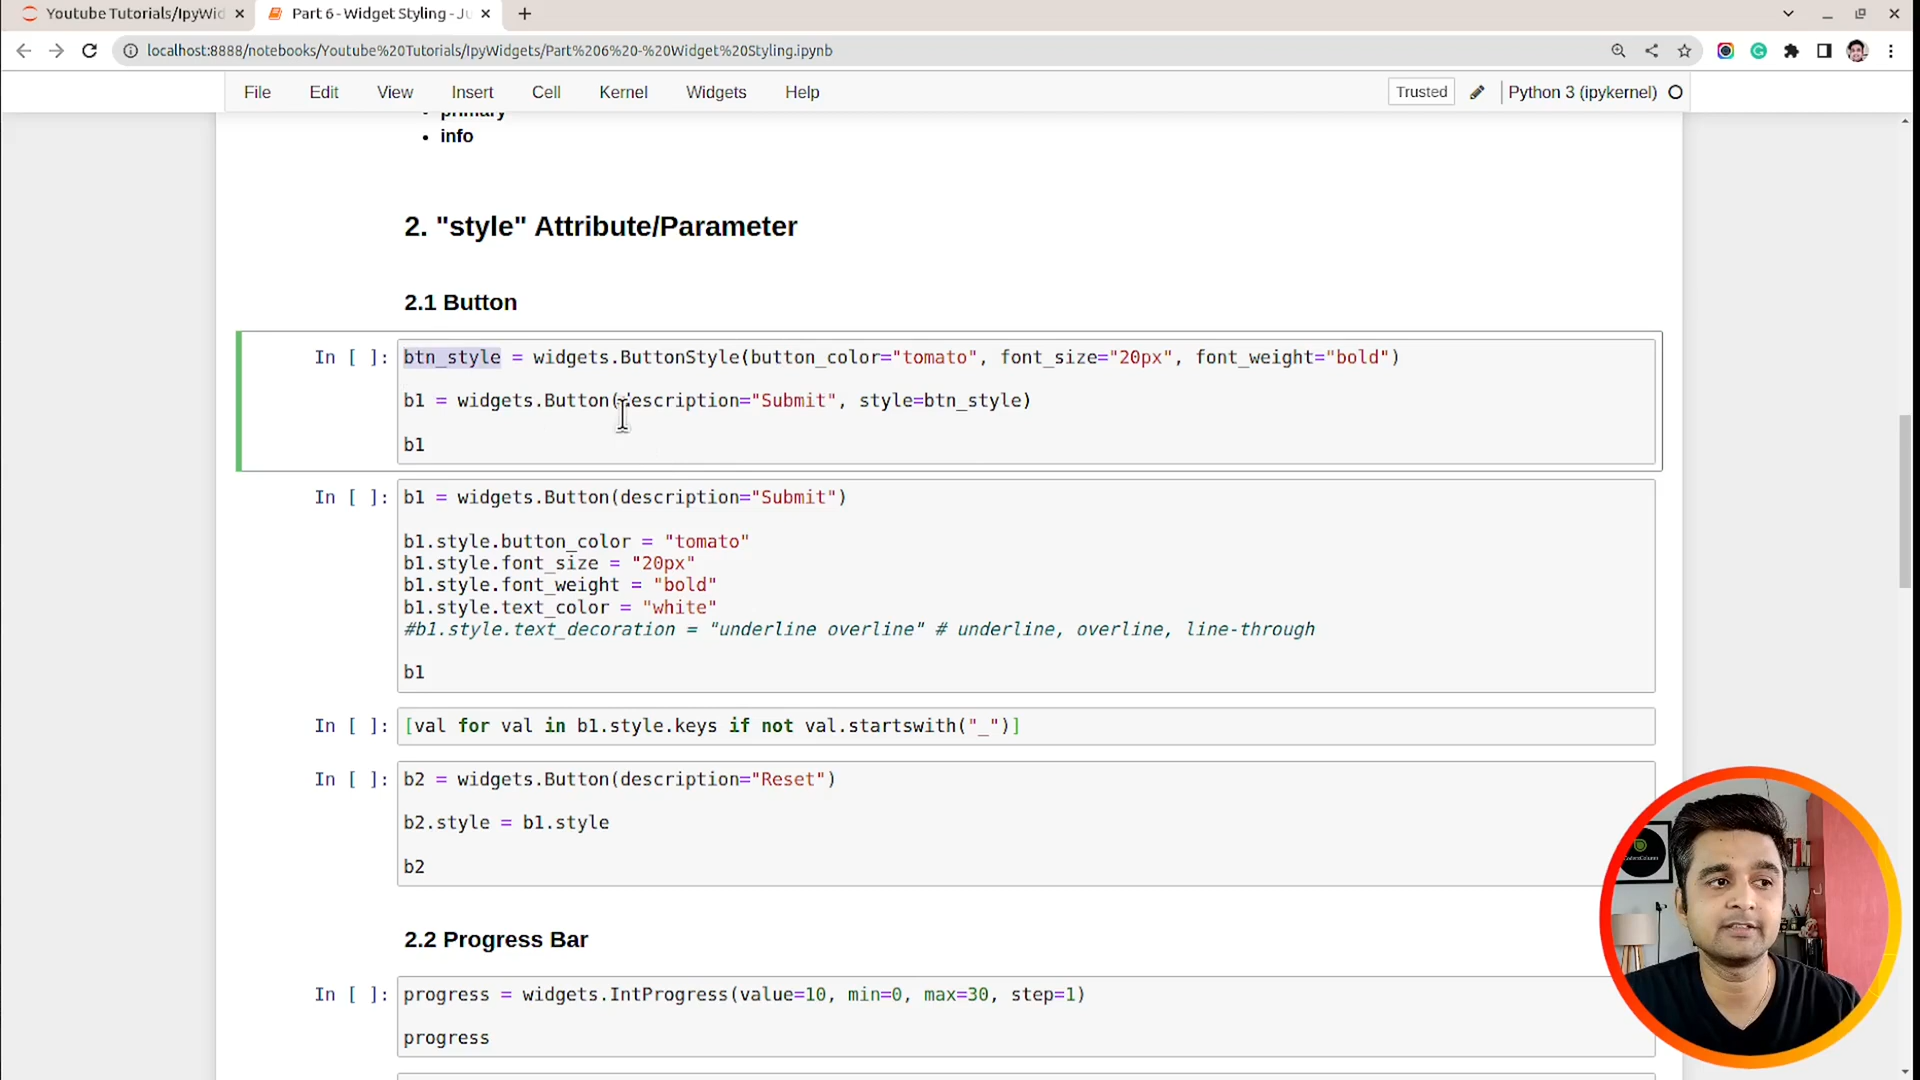 Youtube Tutorials/IpyWid
Part 6 - Widget Styling - Ju
localhost:8888/notebooks/Youtube%20Tutorials/IpyWidgets/Part%206%20-%20Widget%20Styling.ipynb
File Edit View Insert Cell Kernel Widgets Help Trusted Python 3 (ipykernel)
• primary
• info
2. "style" Attribute/Parameter
2.1 Button
In [ ]: btn_style = widgets.ButtonStyle(button_color="tomato", font_size="20px", font_weight="bold")
b1 = widgets.Button(description="Submit", style=btn_style)
b1
In [ ]: b1 = widgets.Button(description="Submit")
b1.style.button_color = "tomato"
b1.style.font_size = "20px"
b1.style.font_weight = "bold"
b1.style.text_color = "white"
#b1.style.text_decoration = "underline overline" # underline, overline, line-through
b1
In [ ]: [val for val in b1.style.keys if not val.startswith("_")]
In [ ]: b2 = widgets.Button(description="Reset")
b2.style = b1.style
b2
2.2 Progress Bar
In [ ]: progress = widgets.IntProgress(value=10, min=0, max=30, step=1)
progress